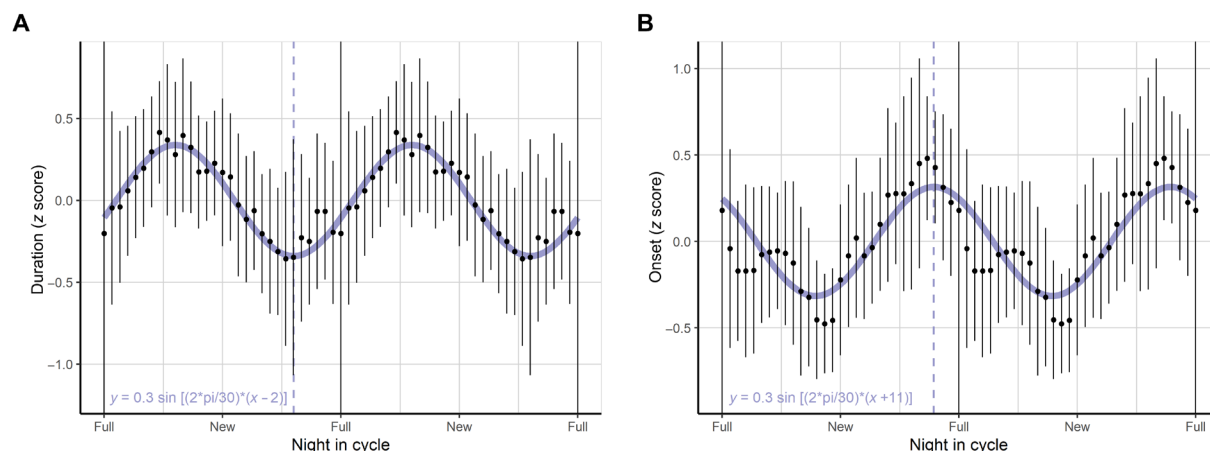 A
Duration (z score)
0.5
0.0
−0.5
−1.0
y = 0.3 sin [(2*pi/30)*(x − 2)]
Full
New
Full
New
Full
Night in cycle
B
Onset (z score)
1.0
0.5
0.0
−0.5
y = 0.3 sin [(2*pi/30)*(x +11)]
Full
New
Full
New
Full
Night in cycle